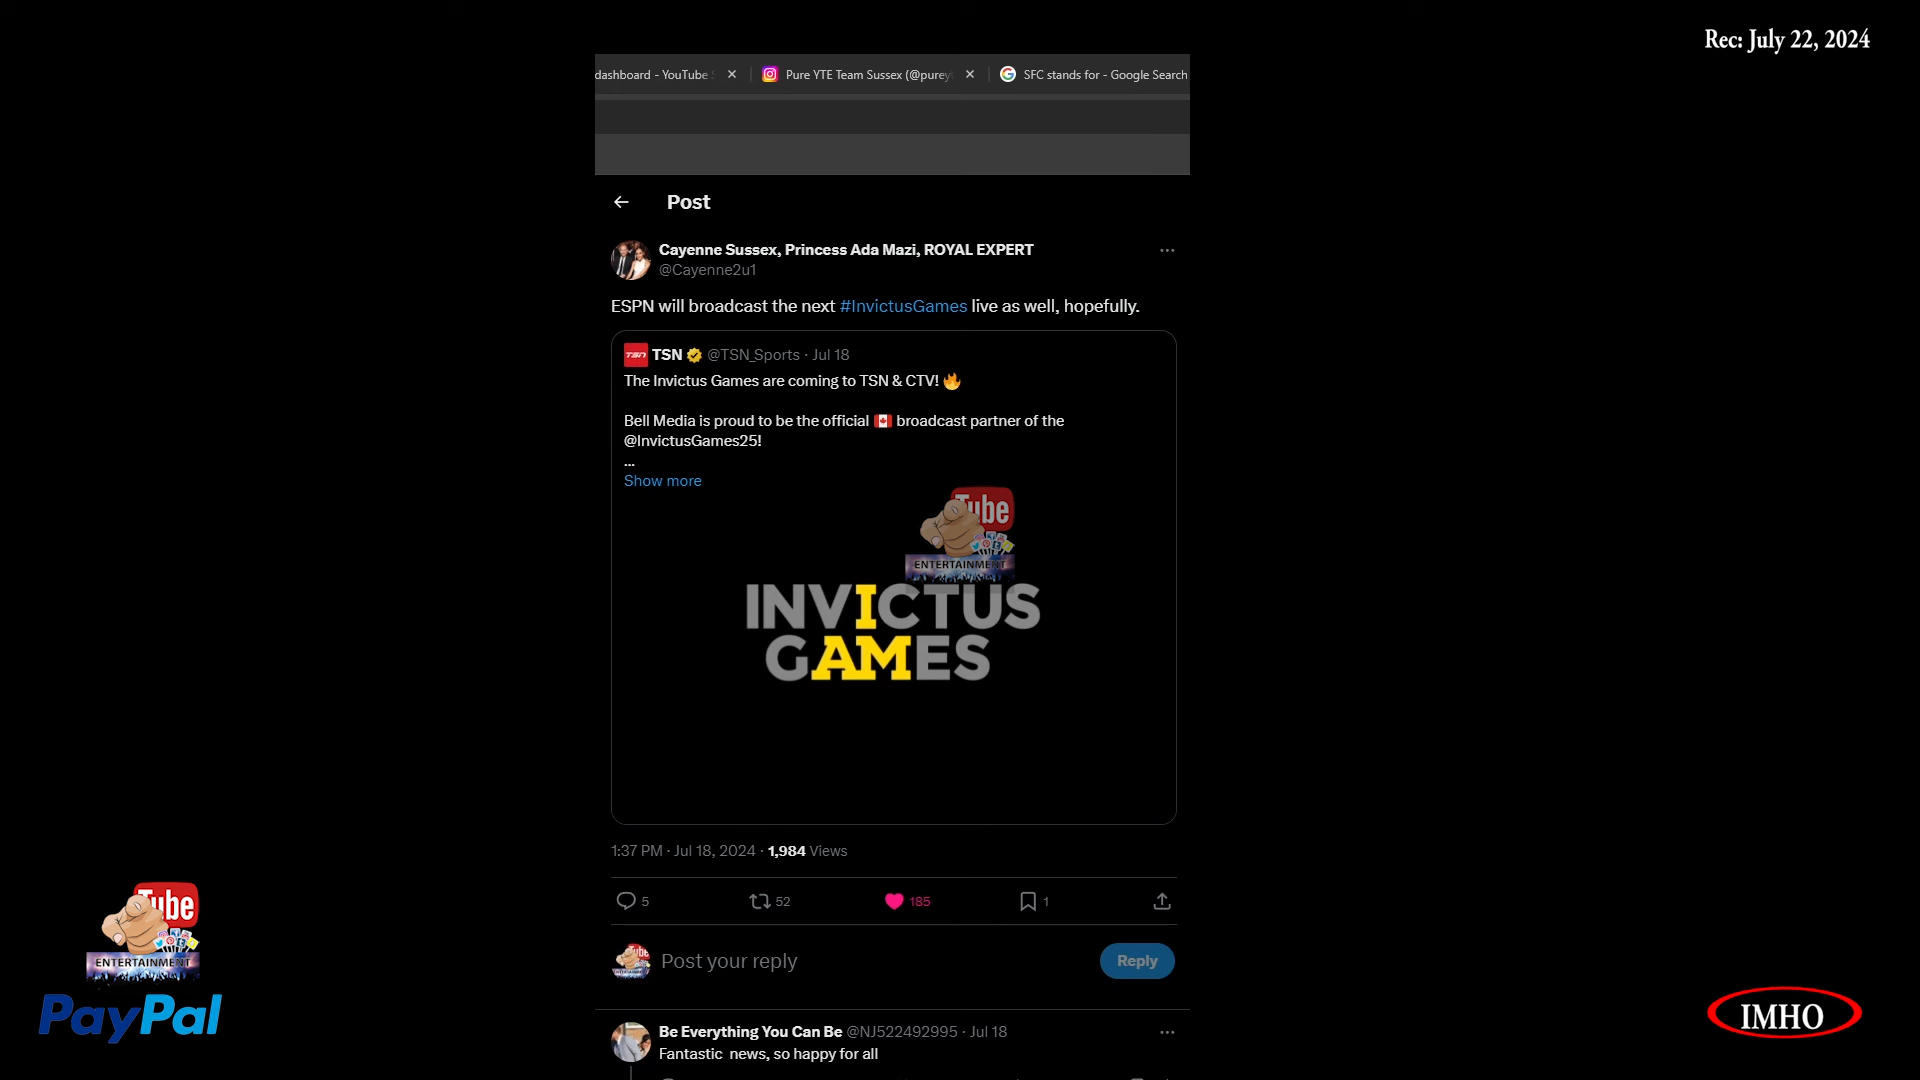 Rec: July 22, 2024
dashboard - YouTube
Pure YTE Team Sussex (@purey
SFC stands for - Google Search
Post
Cayenne Sussex, Princess Ada Mazi, ROYAL EXPERT
@Cayenne2u1
ESPN will broadcast the next #InvictusGames live as well, hopefully.
TSN TSN @TSN_Sports · Jul 18
The Invictus Games are coming to TSN & CTV! 🔥
Bell Media is proud to be the official 🇨🇦 broadcast partner of the
@InvictusGames25!
...
Show more
Tube
ENTERTAINMENT
INVICTUS
GAMES
1:37 PM · Jul 18, 2024 · 1,984 Views
5
52
185
1
Tube
Post your reply
Reply
Be Everything You Can Be @NJ522492995 · Jul 18
Fantastic news, so happy for all
Tube
ENTERTAINMENT
PayPal
IMHO